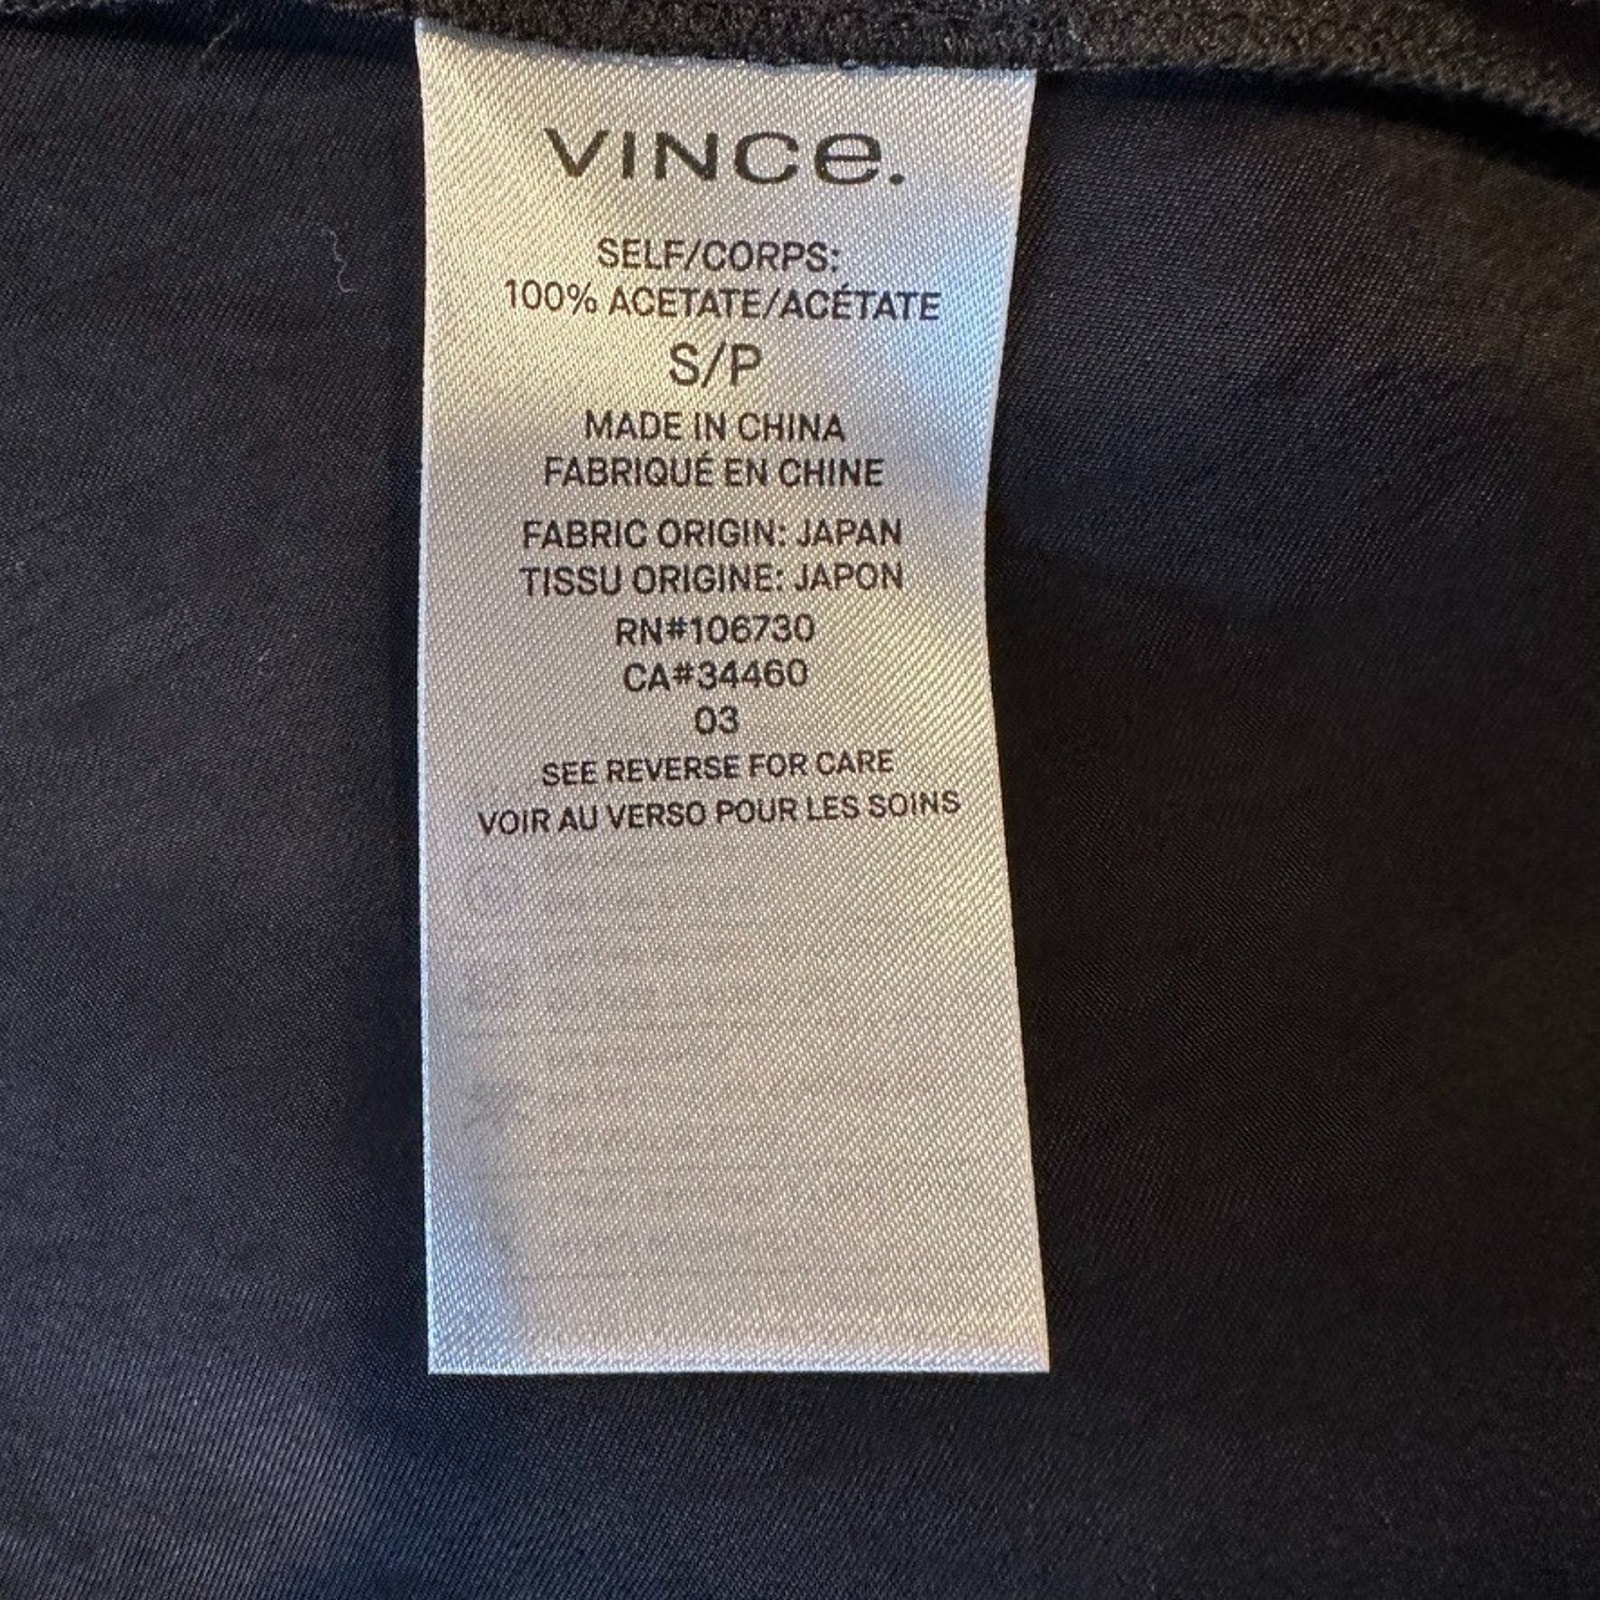 VINCe.
SELF/CORPS:
100% ACETATE/ACÉTATE
S/P
MADE IN CHINA
FABRIQUÉ EN CHINE
FABRIC ORIGIN: JAPAN
TISSU ORIGINE: JAPON
RN#106730
CA#34460
03
SEE REVERSE FOR CARE
VOIR AU VERSO POUR LES SOINS